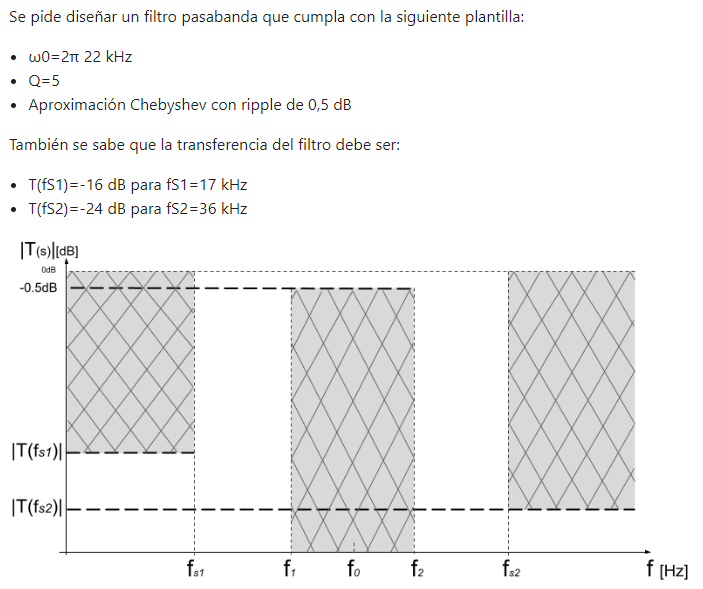 Se pide diseñar un filtro pasabanda que cumpla con la siguiente plantilla:
• ω0=2π 22 kHz
• Q=5
• Aproximación Chebyshev con ripple de 0,5 dB
También se sabe que la transferencia del filtro debe ser:
• T(fS1)=-16 dB para fS1=17 kHz
• T(fS2)=-24 dB para fS2=36 kHz
|T(s)|[dB]
0dB
-0.5dB
|T(fs1)|
|T(fs2)|
fs1 f1 f0 f2 fs2 f [Hz]